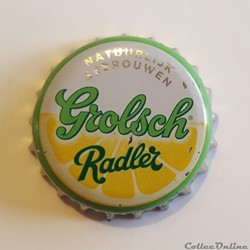 NATUURLIJK
GEBROUWEN
Grolsch
Radler
CollecOnline